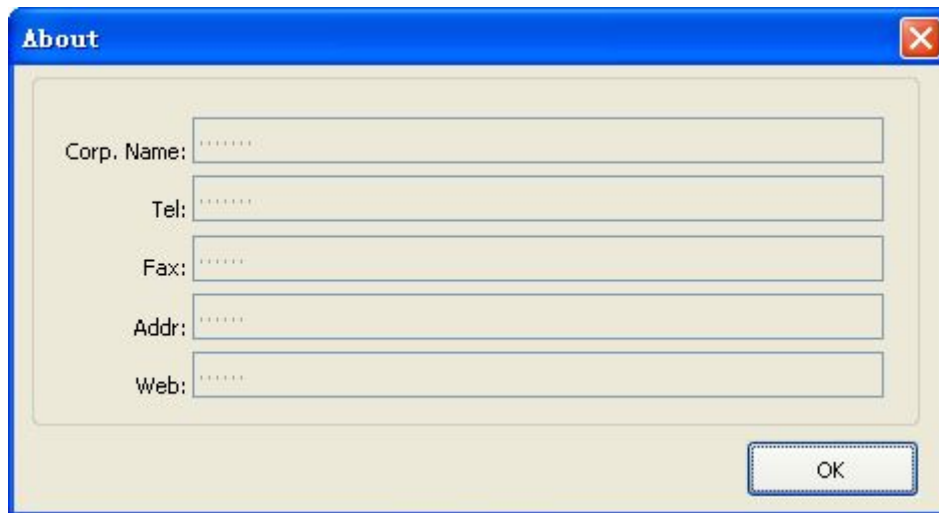 About
Corp. Name: .......
Tel: .......
Fax: ......
Addr: ......
Web: ......
OK